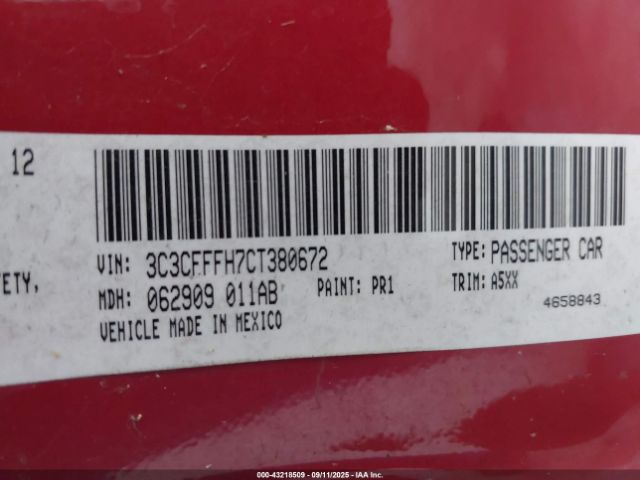 12
VIN: 3C3CFFFH7CT380672 TYPE: PASSENGER CAR
ETY,
MDH: 062909 011AB PAINT: PR1 TRIM: A5XX
4658843
VEHICLE MADE IN MEXICO
000-43218509 - 09/11/2025 - IAA Inc.